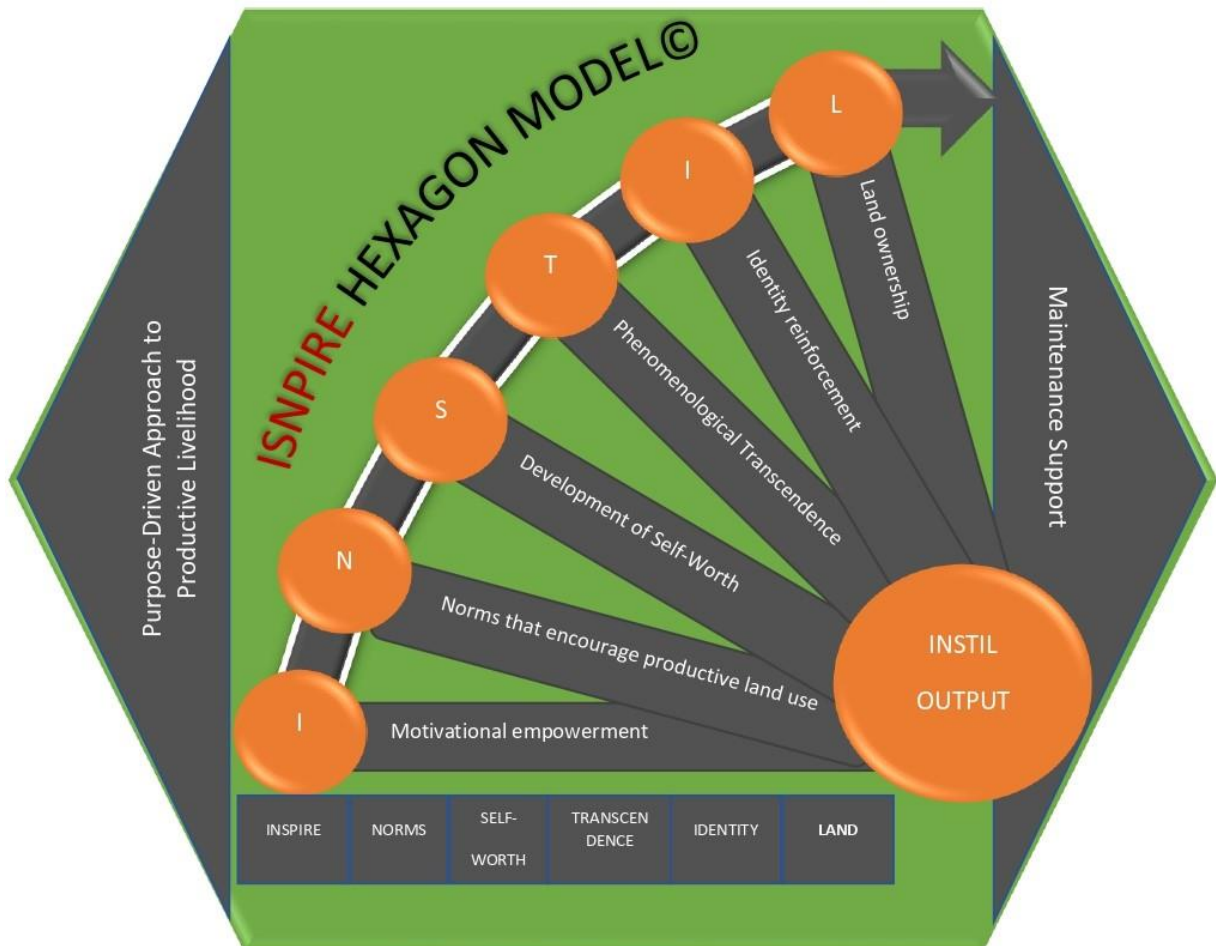 ISNPIRE HEXAGON MODEL©
Purpose-Driven Approach to
Productive Livelihood
L
Land ownership
I
Identity reinforcement
T
Phenomenological Transcendence
S
Development of Self-Worth
N
Norms that encourage productive land use
I
Motivational empowerment
INSTIL
OUTPUT
Maintenance Support
INSPIRE
NORMS
SELF-
WORTH
TRANSCEN
DENCE
IDENTITY
LAND